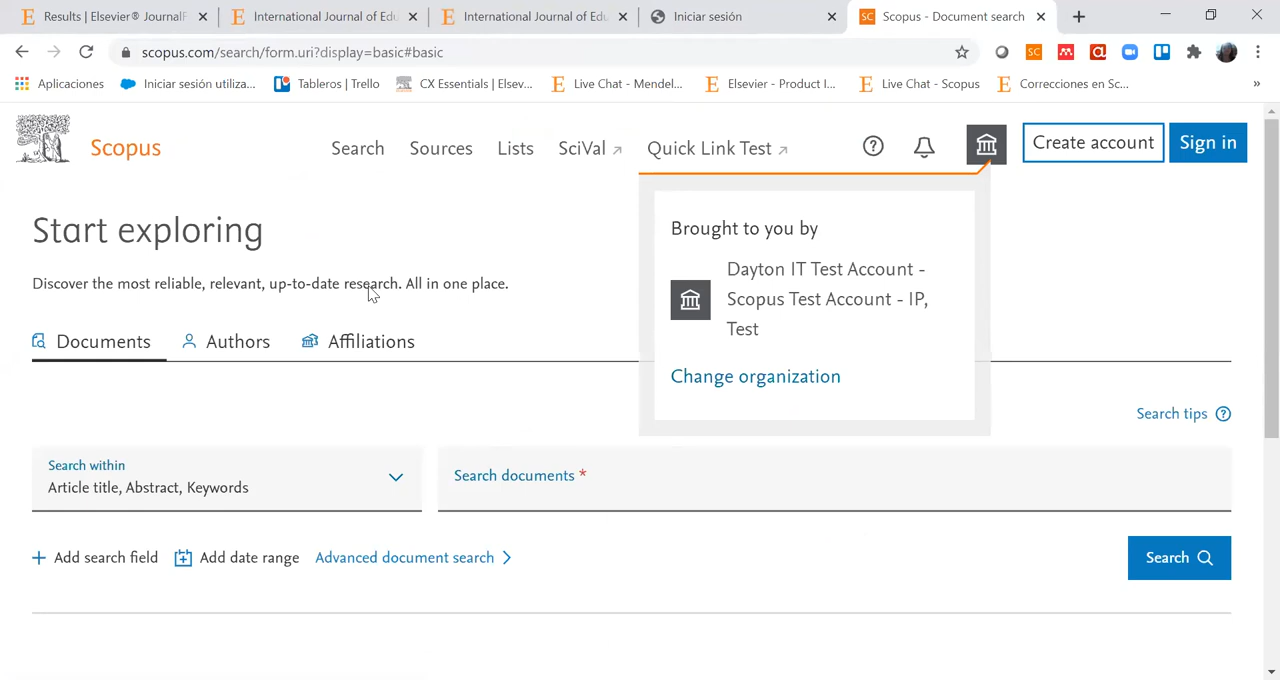 Results | Elsevier® JournalF
International Journal of Edu
International Journal of Edu
Iniciar sesión
Scopus - Document search
scopus.com/search/form.uri?display=basic#basic
Aplicaciones
Iniciar sesión utiliza...
Tableros | Trello
CX Essentials | Elsev...
Live Chat - Mendel...
Elsevier - Product I...
Live Chat - Scopus
Correcciones en Sc...
»
Scopus
Search
Sources
Lists
SciVal
Quick Link Test
Create account
Sign in
Brought to you by
Dayton IT Test Account -
Scopus Test Account - IP,
Test
Change organization
Start exploring
Discover the most reliable, relevant, up-to-date research. All in one place.
Documents
Authors
Affiliations
Search tips
Search within
Article title, Abstract, Keywords
Search documents *
Add search field
Add date range
Advanced document search
Search